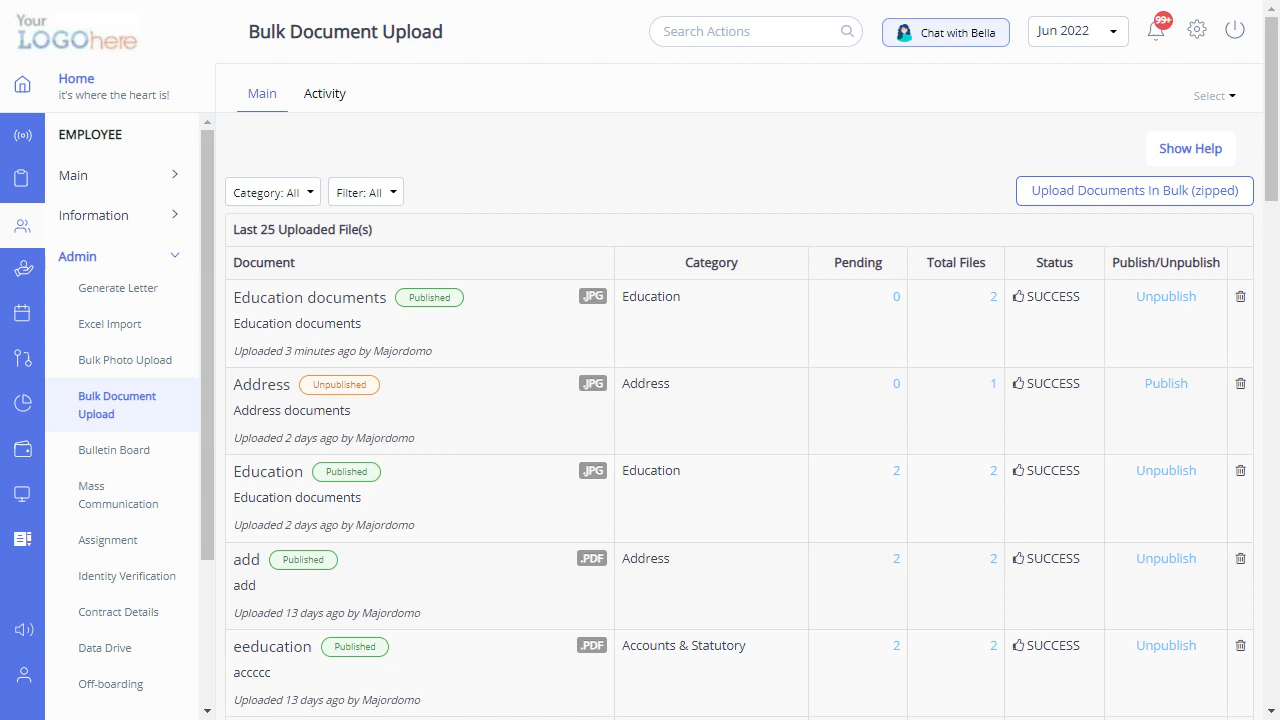 Your
LOGOhere
Bulk Document Upload
Search Actions
Chat with Bella
Jun 2022
99+
Home
it's where the heart is!
Main
Activity
Select
EMPLOYEE
Main
Information
Admin
Generate Letter
Excel Import
Bulk Photo Upload
Bulk Document
Upload
Bulletin Board
Mass
Communication
Assignment
Identity Verification
Contract Details
Data Drive
Off-boarding
Show Help
Category: All
Filter: All
Upload Documents In Bulk (zipped)
Last 25 Uploaded File(s)
Document Category Pending Total Files Status Publish/Unpublish
Education documents Published .JPG Education 0 2 SUCCESS Unpublish
Education documents
Uploaded 3 minutes ago by Majordomo
Address Unpublished .JPG Address 0 1 SUCCESS Publish
Address documents
Uploaded 2 days ago by Majordomo
Education Published .JPG Education 2 2 SUCCESS Unpublish
Education documents
Uploaded 2 days ago by Majordomo
add Published .PDF Address 2 2 SUCCESS Unpublish
add
Uploaded 13 days ago by Majordomo
eeducation Published .PDF Accounts & Statutory 2 2 SUCCESS Unpublish
accccc
Uploaded 13 days ago by Majordomo